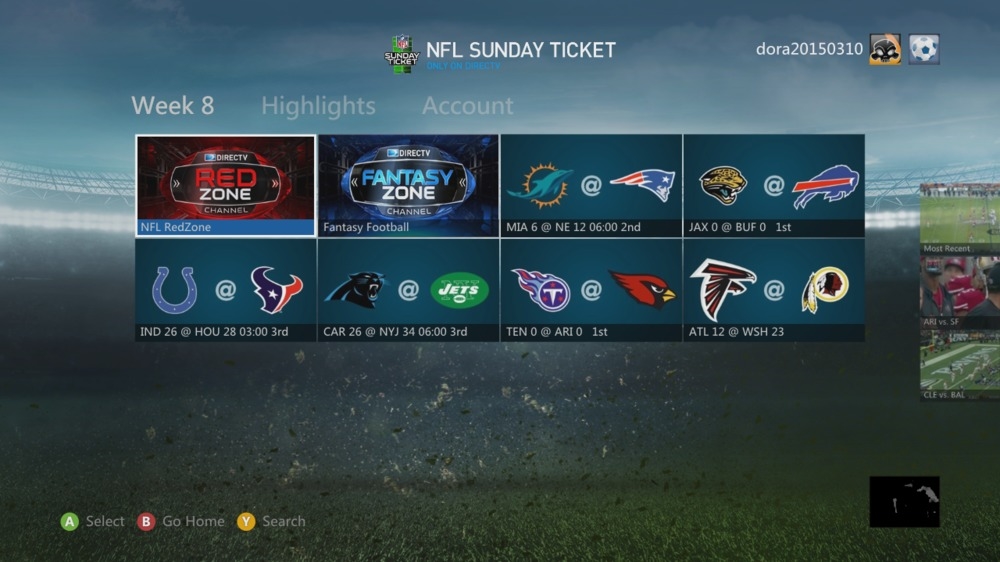 NFL
SUNDAY
TICKET
NFL SUNDAY TICKET
ONLY ON DIRECTV
dora20150310
Week 8
Highlights
Account
DIRECTV
RED
ZONE
CHANNEL
NFL RedZone
DIRECTV
FANTASY
ZONE
CHANNEL
Fantasy Football
@
MIA 6 @ NE 12 06:00 2nd
@
JAX 0 @ BUF 0 1st
@
IND 26 @ HOU 28 03:00 3rd
@
JETS
CAR 26 @ NYJ 34 06:00 3rd
@
T
TEN 0 @ ARI 0 1st
@
ATL 12 @ WSH 23
Most Recent
ARI vs. SF
CLE vs. BAL
A Select
B Go Home
Y Search